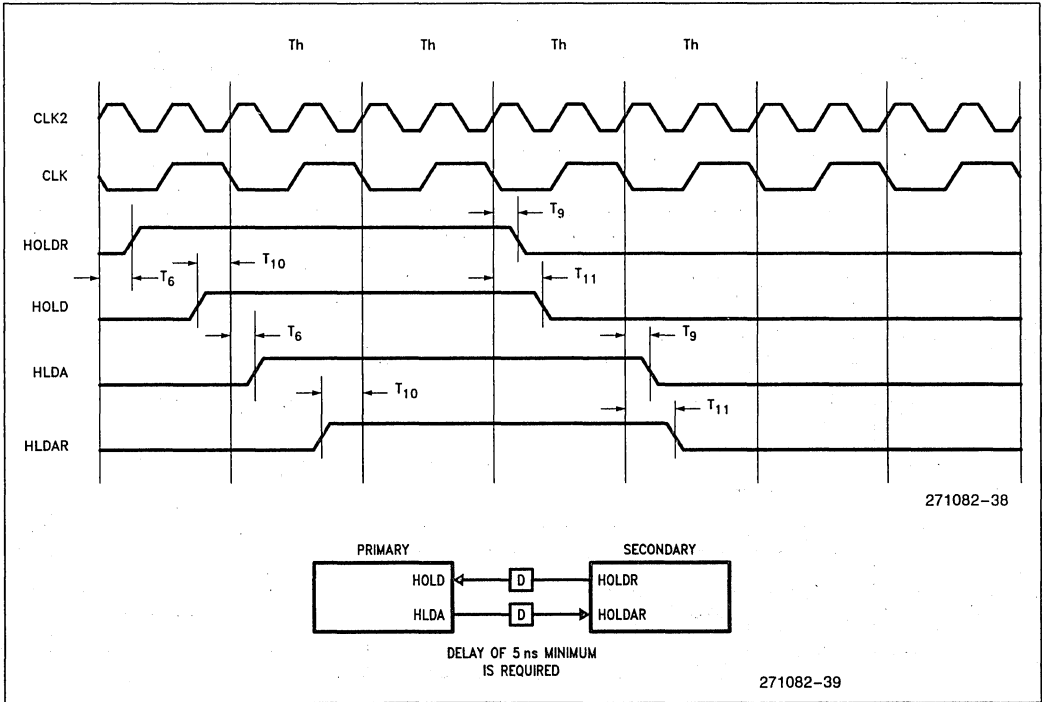 Th Th Th Th
CLK2
CLK
T9
HOLDR
T6 T10
T11
HOLD
T6
T9
HLDA
T10
T11
HLDAR
271082-38
PRIMARY SECONDARY
HOLD D HOLDR
HLDA D HOLDAR
DELAY OF 5 ns MINIMUM
IS REQUIRED
271082-39